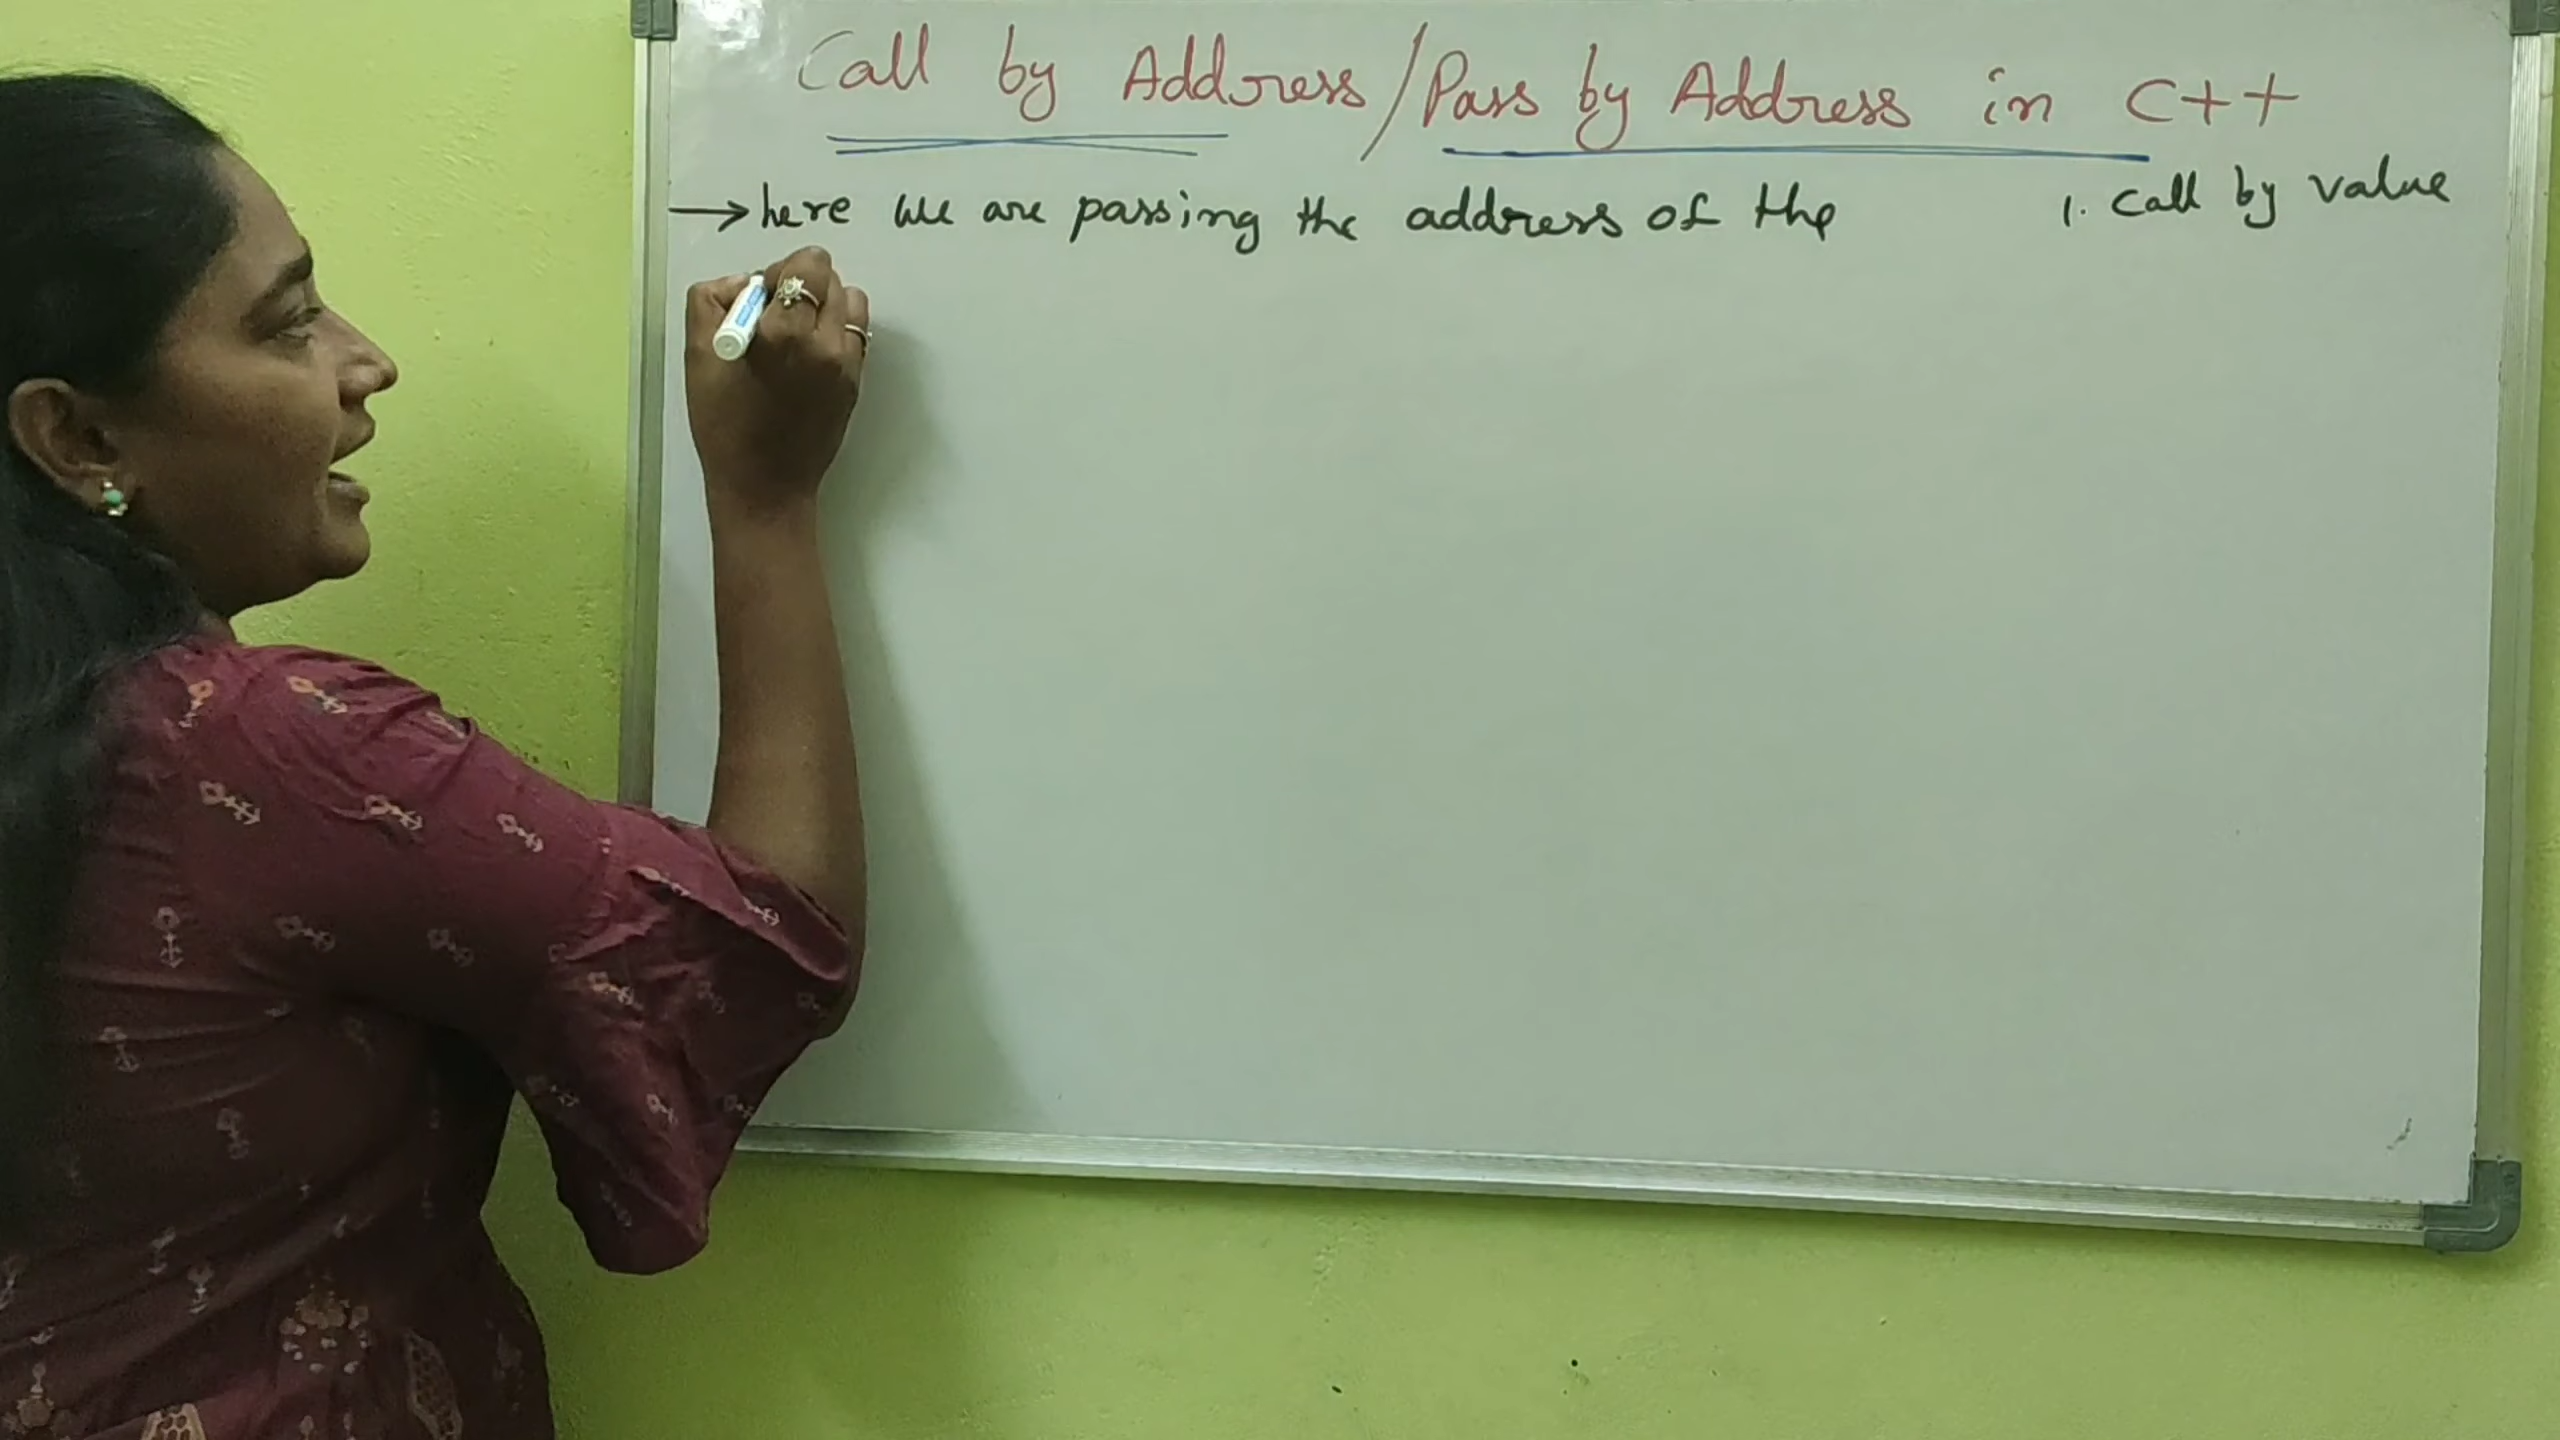 Call by Address/Pass by Address in C++
→ here we are passing the address of the
1. Call by value